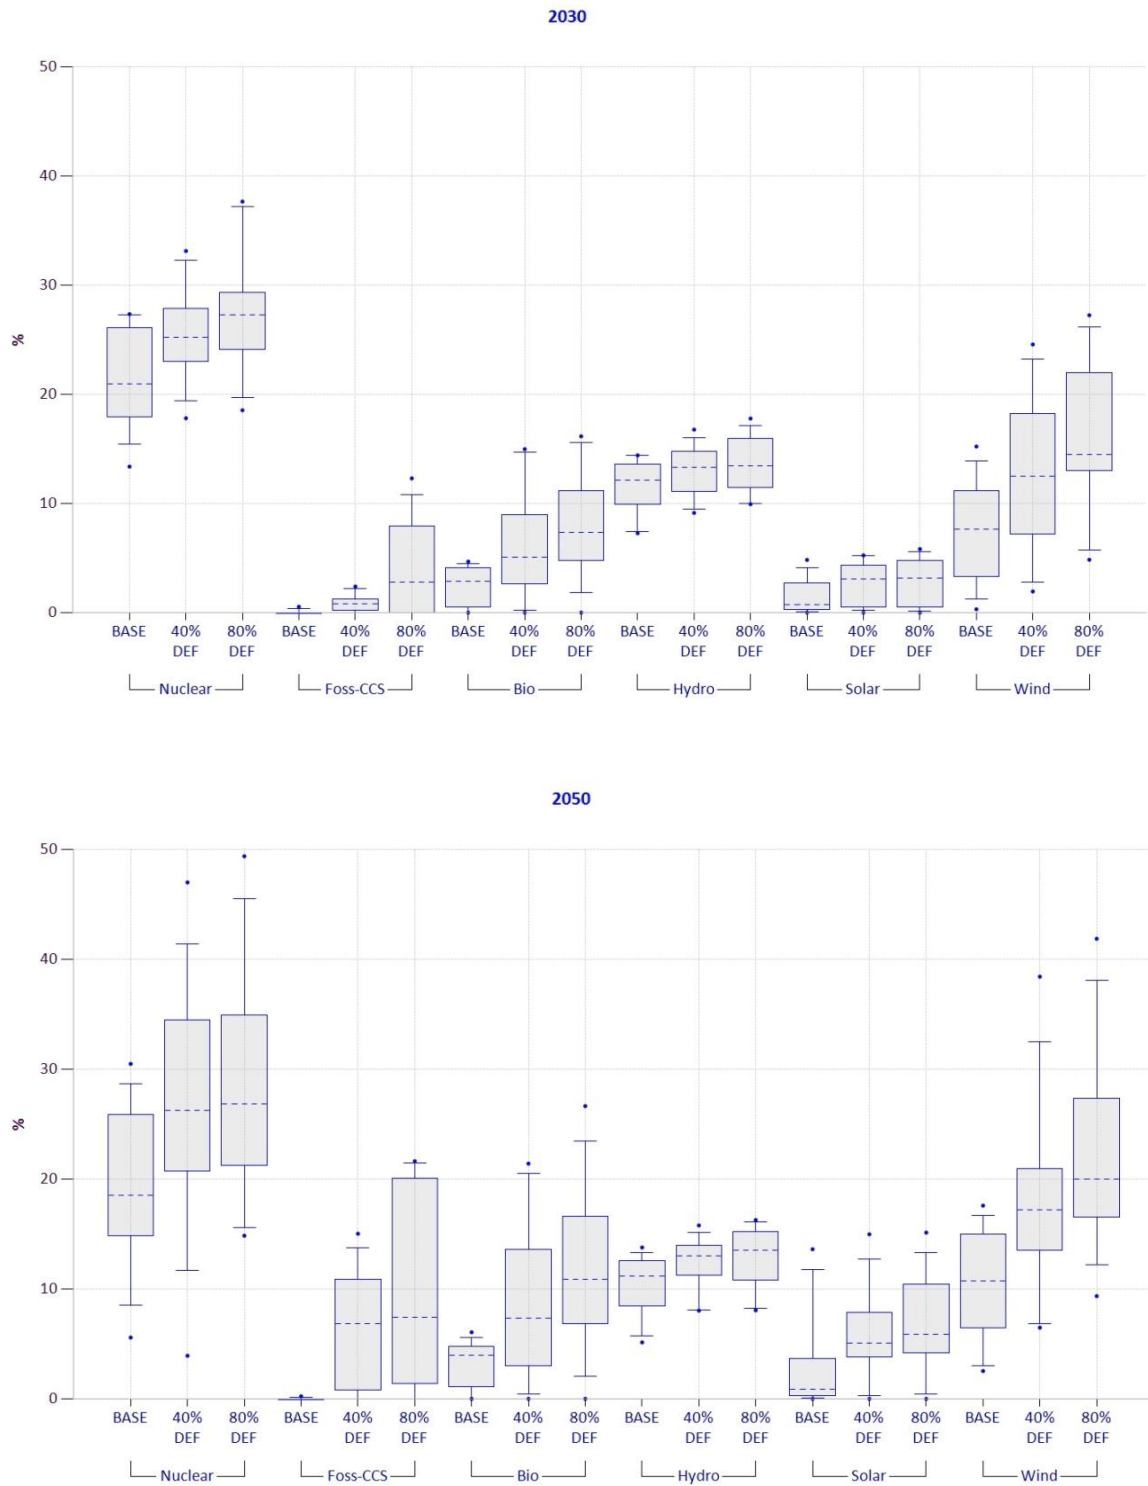 2030
50
40
30
%
20
10
0
BASE 40% 80% BASE 40% 80% BASE 40% 80% BASE 40% 80% BASE 40% 80% BASE 40% 80%
DEF DEF DEF DEF DEF DEF DEF DEF DEF DEF DEF DEF
Nuclear Foss-CCS Bio Hydro Solar Wind
2050
50
40
30
%
20
10
0
BASE 40% 80% BASE 40% 80% BASE 40% 80% BASE 40% 80% BASE 40% 80% BASE 40% 80%
DEF DEF DEF DEF DEF DEF DEF DEF DEF DEF DEF DEF
Nuclear Foss-CCS Bio Hydro Solar Wind